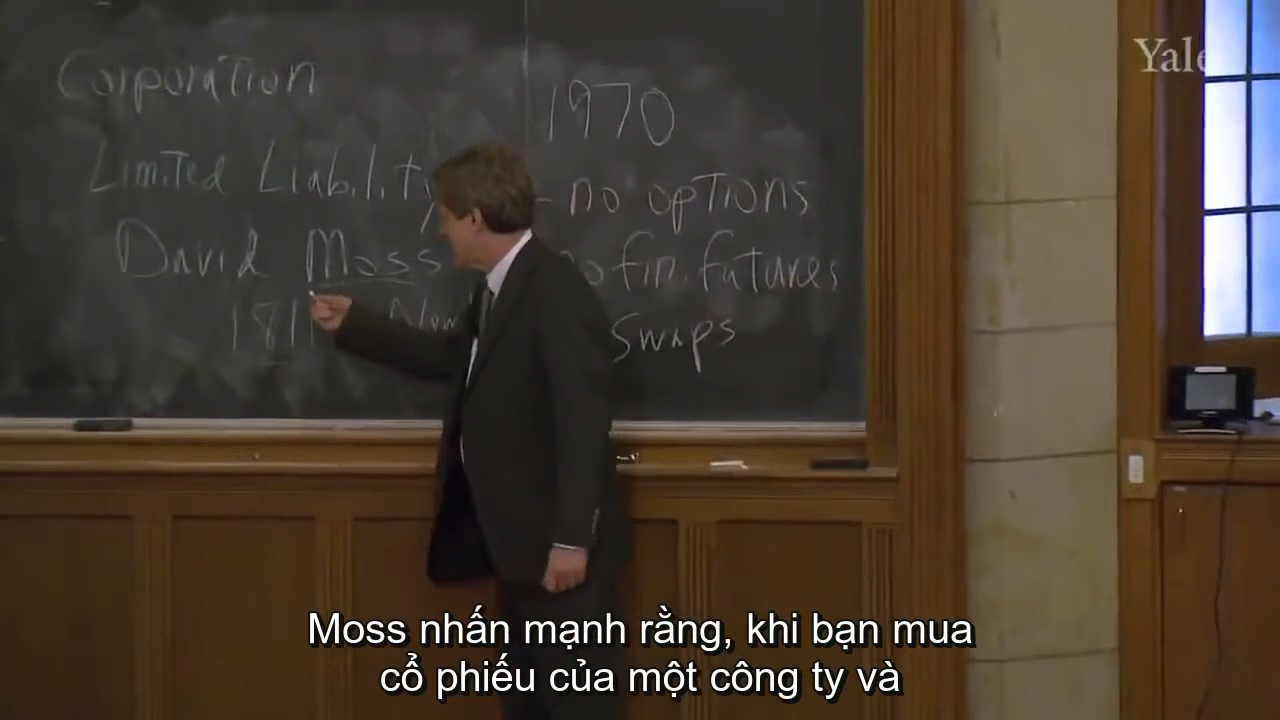 Corporation
Limited Liability
David Moss
181
1970
- no options
fin. futures
swaps
Yale
Moss nhấn mạnh rằng, khi bạn mua
cổ phiếu của một công ty và